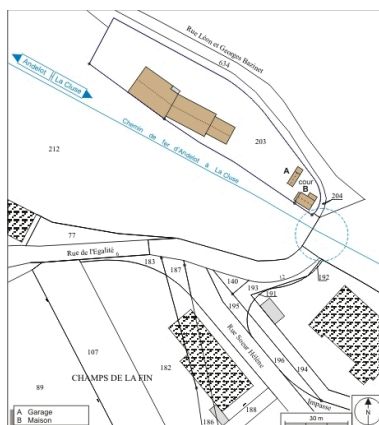 Rue Léon et Georges Bazinet
634
Andelot
La Cluse
Chemin de fer d'Andelot à La Cluse
203
212
A
cour
B
204
77
Rue de l'Egalité
183
187
12
192
140
193
191
195
Rue Soeur Hélène
107
182
196
194
CHAMPS DE LA FIN
89
Impasse
188
186
A Garage
B Maison
30 m
N